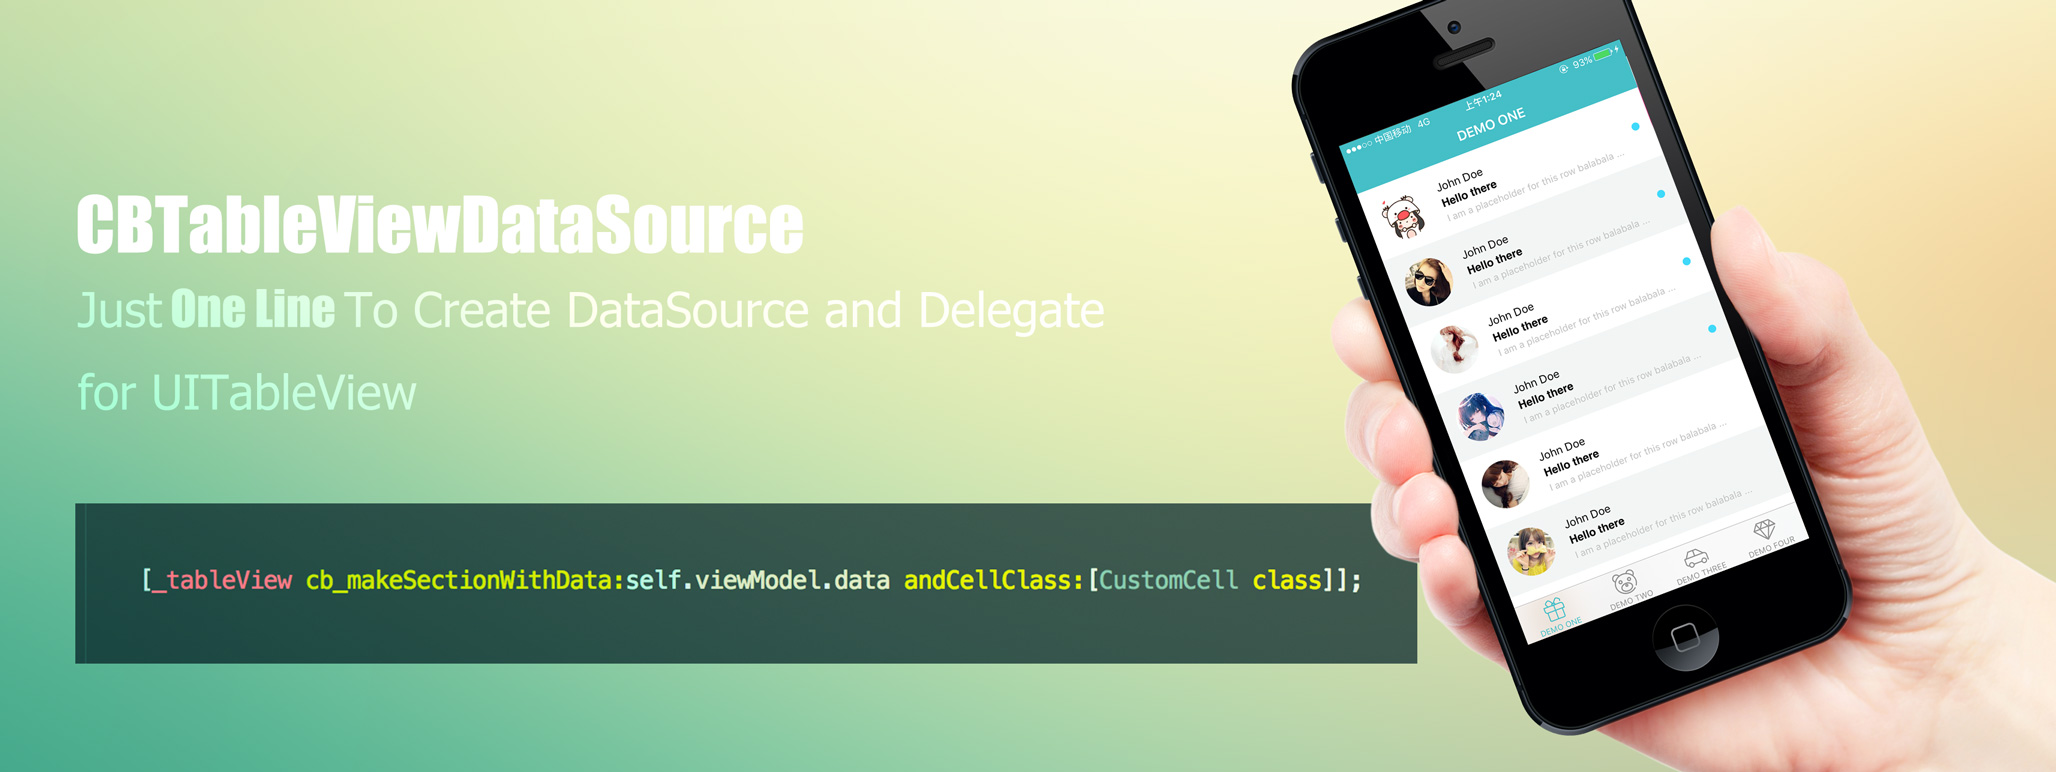 CBTableViewDataSource
Just One Line To Create DataSource and Delegate
for UITableView
[_tableView cb_makeSectionWithData:self.viewModel.data andCellClass:[CustomCell class]];
中国移动 4G 上午1:24 93%
DEMO ONE
John Doe
Hello there
I am a placeholder for this row balabala ...
John Doe
Hello there
I am a placeholder for this row balabala ...
John Doe
Hello there
I am a placeholder for this row balabala ...
John Doe
Hello there
I am a placeholder for this row balabala ...
John Doe
Hello there
I am a placeholder for this row balabala ...
John Doe
Hello there
I am a placeholder for this row balabala ...
DEMO ONE DEMO TWO DEMO THREE DEMO FOUR